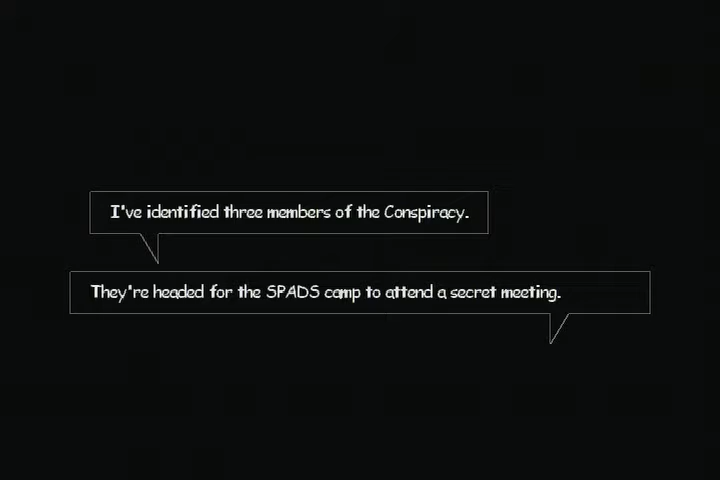 I've identified three members of the Conspiracy.
They're headed for the SPADS camp to attend a secret meeting.